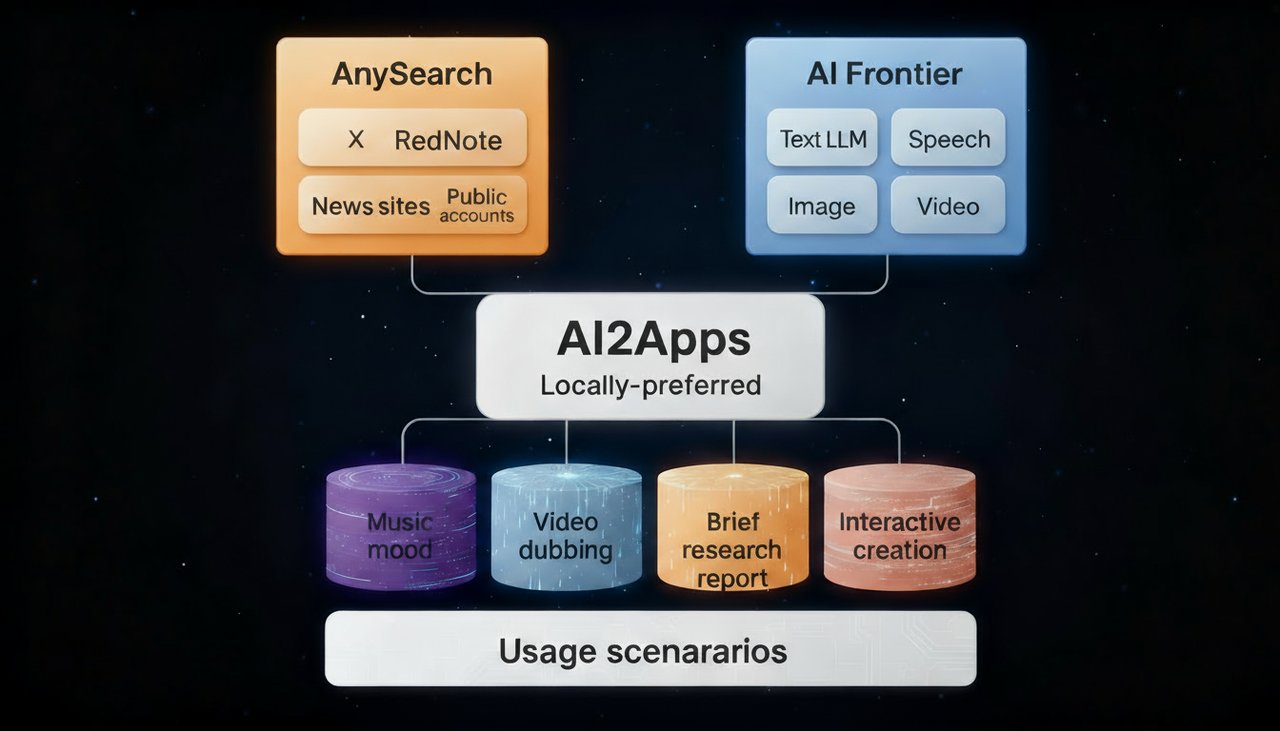 AnySearch
X RedNote
News sites Public accounts
AI Frontier
Text LLM Speech
Image Video
AI2Apps
Locally-preferred
Music
mood
Video
dubbing
Brief
research
report
Interactive
creation
Usage scenararios